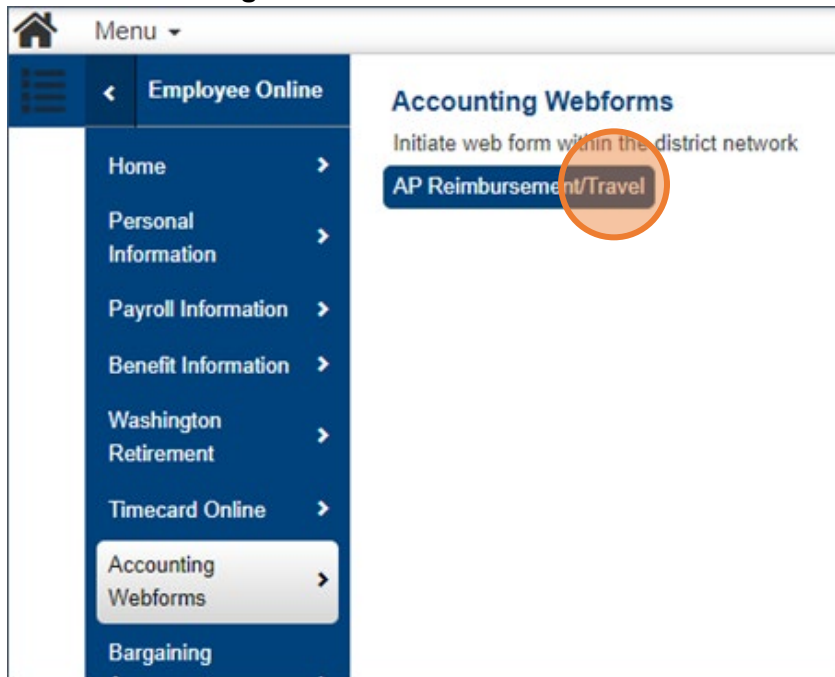 Menu
Employee Online
Home
Personal
Information
Payroll Information
Benefit Information
Washington
Retirement
Timecard Online
Accounting
Webforms
Bargaining
Accounting Webforms
Initiate web form within the district network
AP Reimbursement/Travel